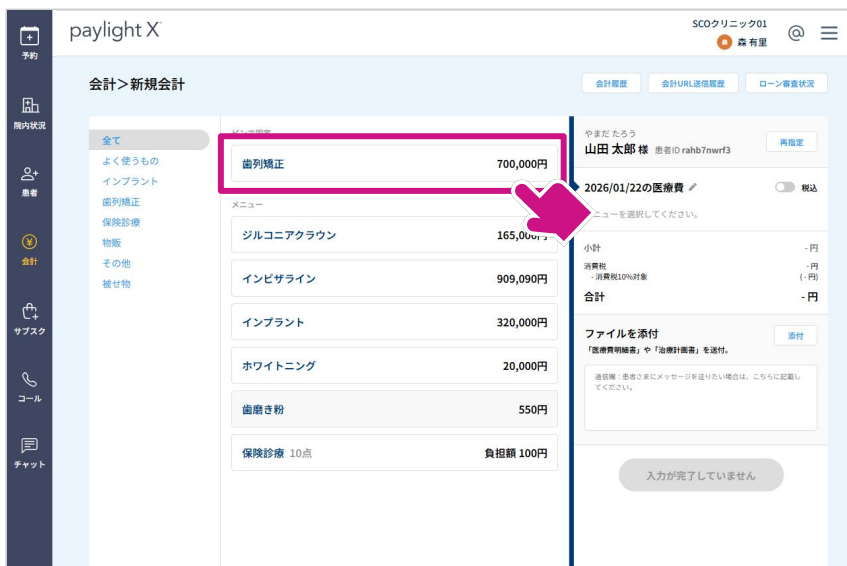 paylight X
SCOクリニック01
森 森 有里
予約
院内状況
患者
会計
サブスク
コール
チャット
会計＞新規会計
会計履歴
会計URL送信履歴
ローン審査状況
全て
よく使うもの
インプラント
歯列矯正
保険診療
物販
その他
被せ物
ピンで固定
歯列矯正 700,000円
メニュー
ジルコニアクラウン 165,000円
インビザライン 909,090円
インプラント 320,000円
ホワイトニング 20,000円
歯磨き粉 550円
保険診療 10点 負担額 100円
やまだ たろう
山田 太郎 様 患者ID rahb7nwrf3
再指定
2026/01/22の医療費 税込
ニューを選択してください。
小計 - 円
消費税 - 円
- 消費税10%対象 (- 円)
合計 - 円
ファイルを添付
添付
「医療費明細書」や「治療計画書」を送付。
通信欄：患者さまにメッセージを送りたい場合は、こちらに記載し
てください。
入力が完了していません